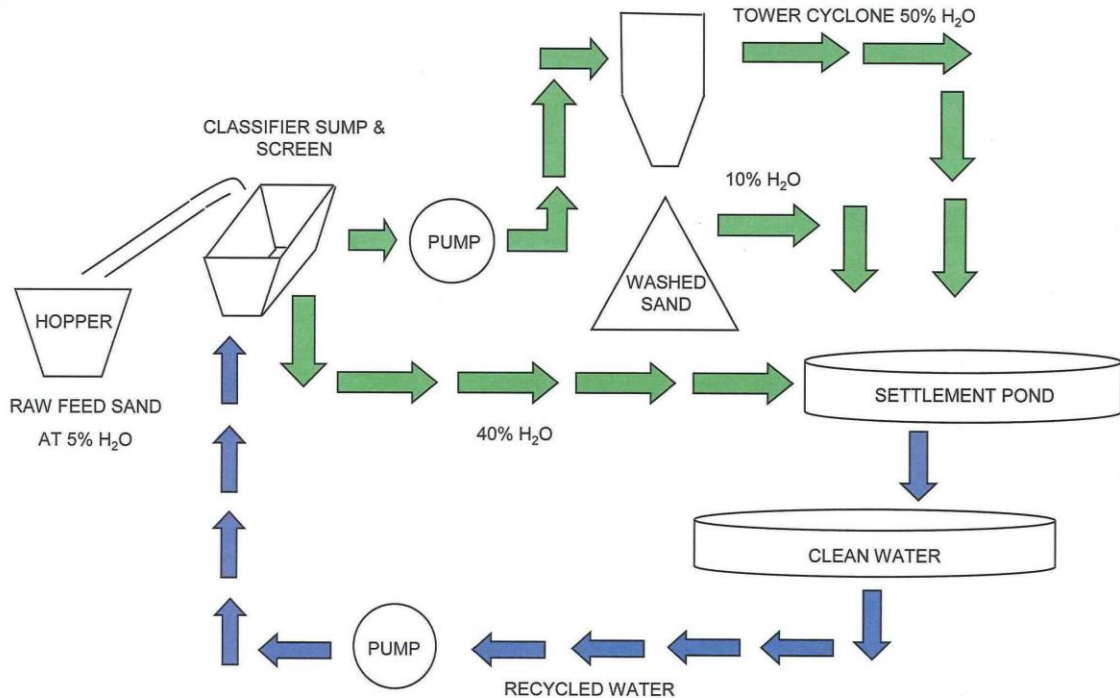 TOWER CYCLONE 50% H₂O
CLASSIFIER SUMP &
SCREEN
10% H₂O
PUMP
WASHED
SAND
HOPPER
RAW FEED SAND
AT 5% H₂O
SETTLEMENT POND
40% H₂O
CLEAN WATER
PUMP
RECYCLED WATER